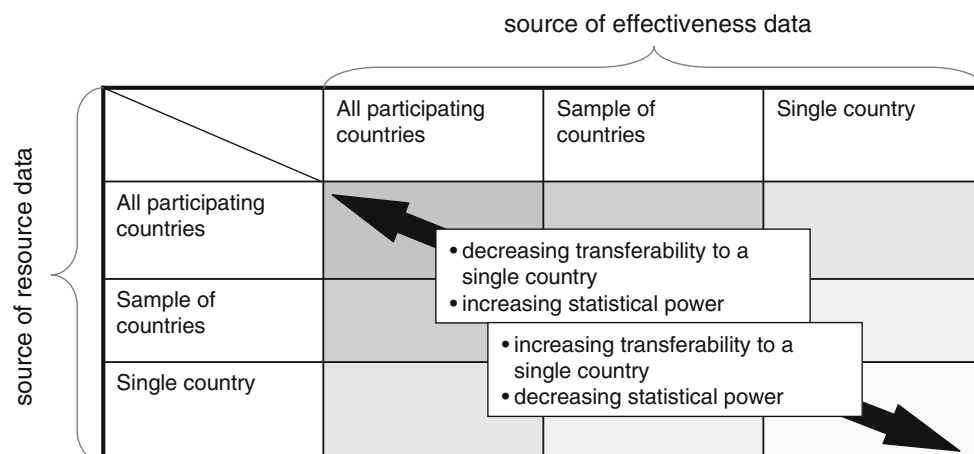 source of effectiveness data
source of resource data
All participating
countries
Sample of
countries
Single country
All participating
countries
• decreasing transferability to a
single country
• increasing statistical power
Sample of
countries
• increasing transferability to a
single country
• decreasing statistical power
Single country